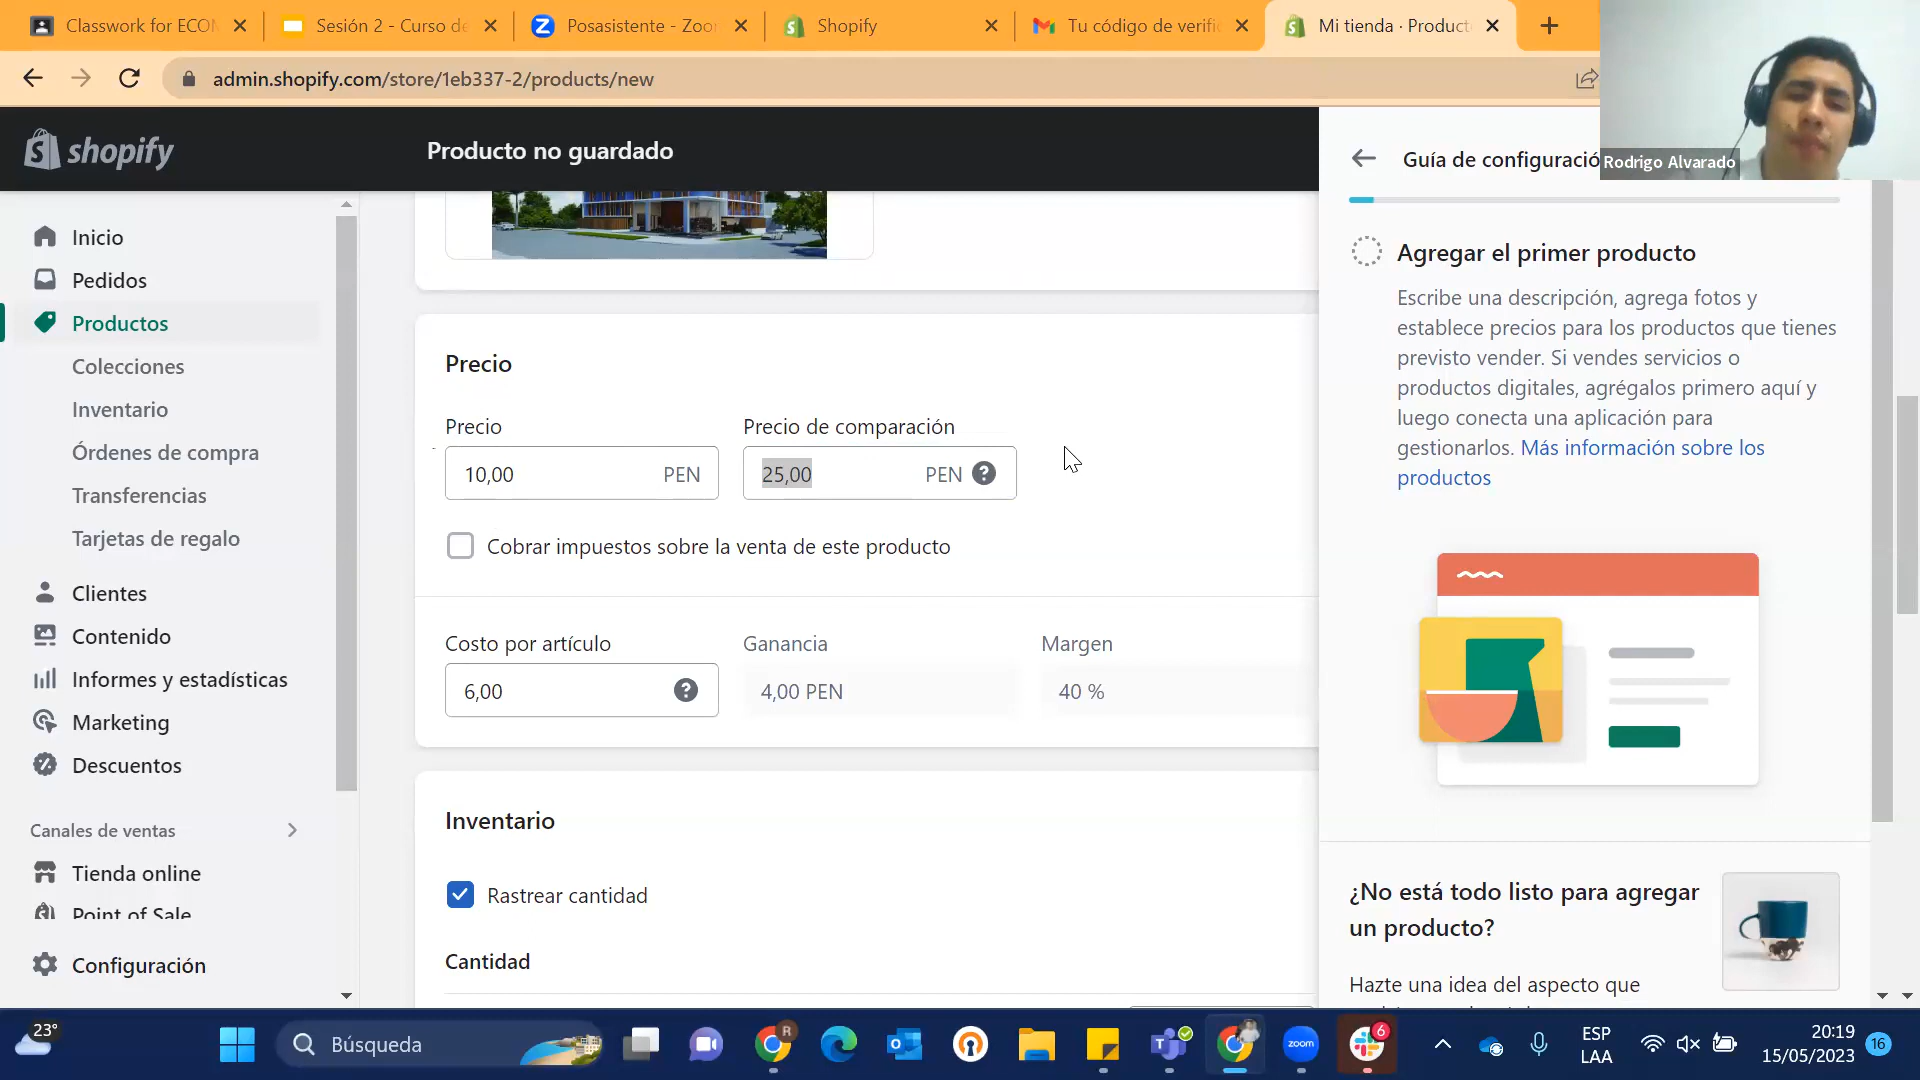 Classwork for ECON
Sesión 2 - Curso de
Posasistente - Zoo
Shopify
Tu código de verifi
Mi tienda · Product
admin.shopify.com/store/1eb337-2/products/new
Rodrigo Alvarado
shopify
Producto no guardado
Guía de configuració
Inicio
Pedidos
Productos
Colecciones
Inventario
Órdenes de compra
Transferencias
Tarjetas de regalo
Clientes
Contenido
Informes y estadísticas
Marketing
Descuentos
Canales de ventas
Tienda online
Point of Sale
Configuración
Precio
Precio
Precio de comparación
10,00 PEN
25,00 PEN
Cobrar impuestos sobre la venta de este producto
Costo por artículo
Ganancia
Margen
6,00
4,00 PEN
40 %
Inventario
Rastrear cantidad
Cantidad
Agregar el primer producto
Escribe una descripción, agrega fotos y
establece precios para los productos que tienes
previsto vender. Si vendes servicios o
productos digitales, agrégalos primero aquí y
luego conecta una aplicación para
gestionarlos. Más información sobre los
productos
¿No está todo listo para agregar
un producto?
Hazte una idea del aspecto que
23°
Búsqueda
R
zoom
6
ESP
LAA
20:19
15/05/2023
16